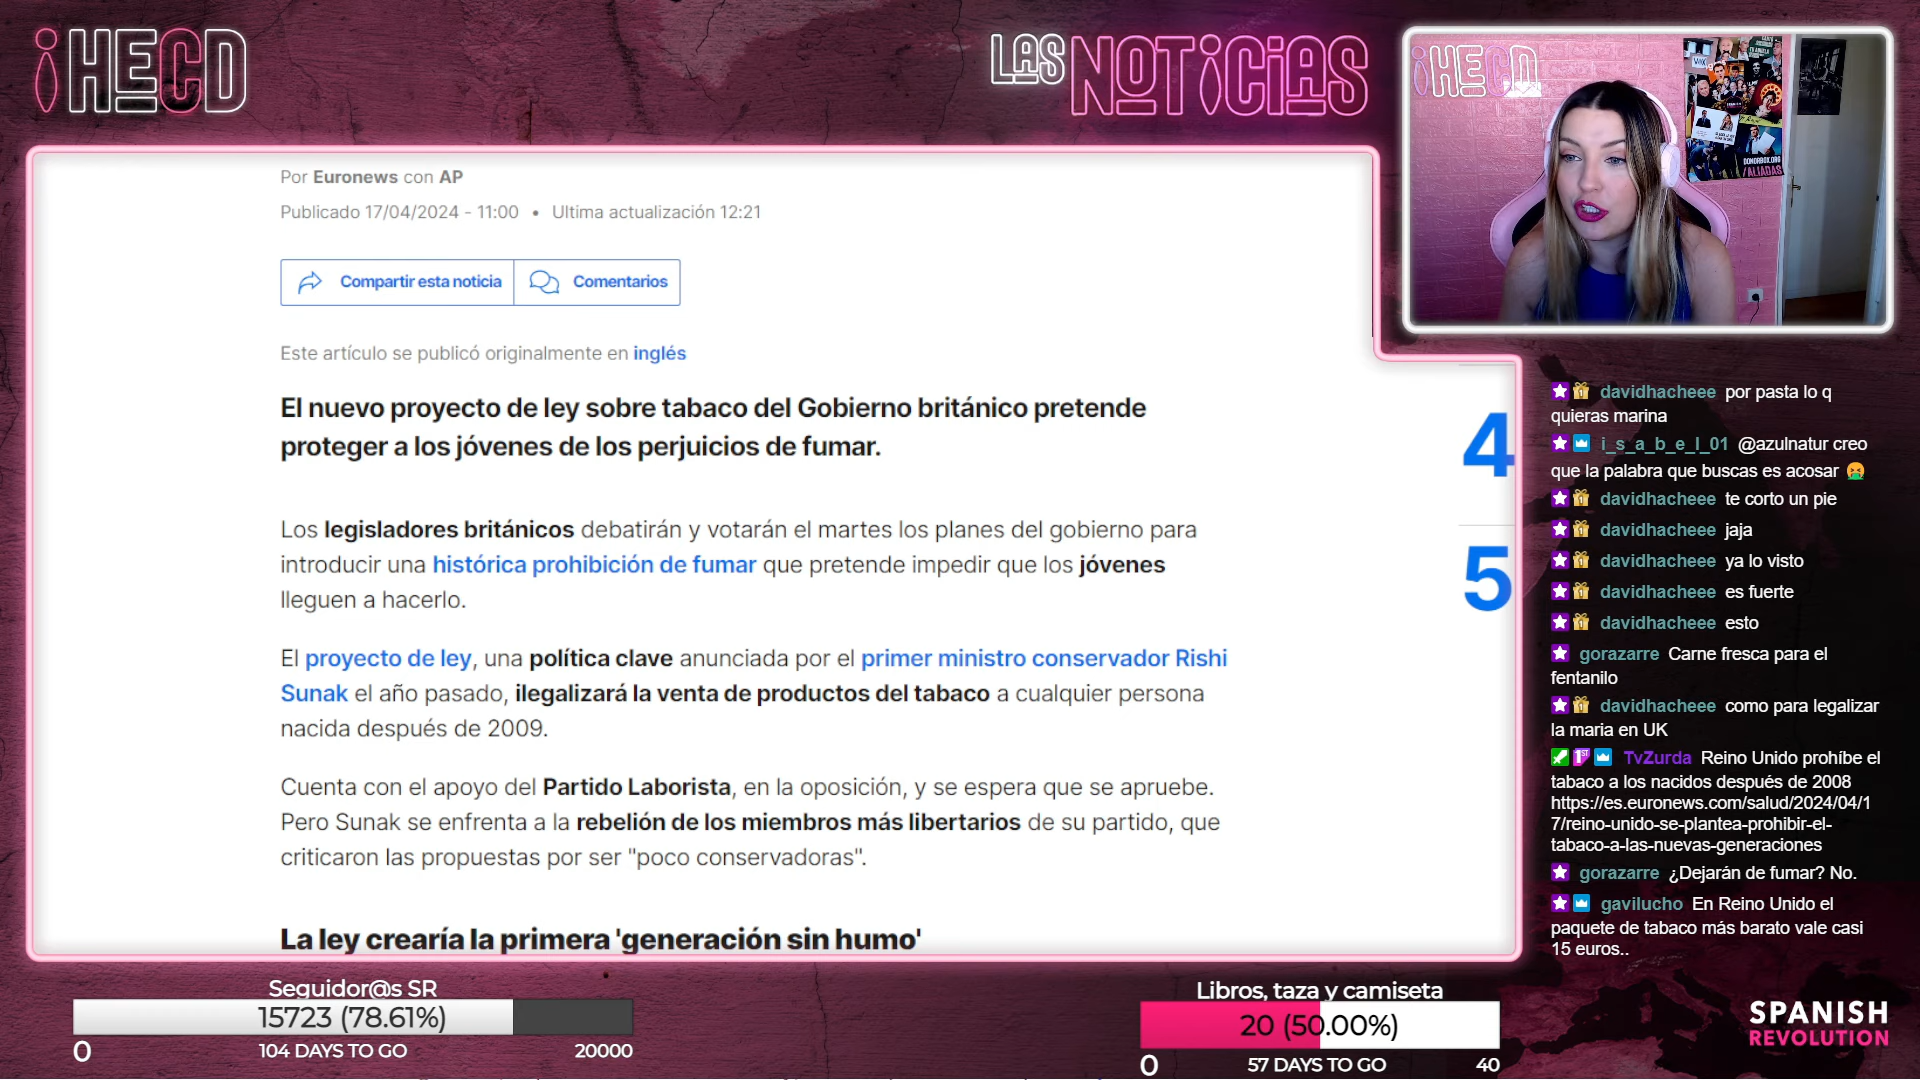 ¡HECD
LAS NOTICIAS
¡HECD
VOX
DONORBOX.ORG
/ALIADAS
Por Euronews con AP
Publicado 17/04/2024 - 11:00 • Ultima actualización 12:21
Compartir esta noticia
Comentarios
Este artículo se publicó originalmente en inglés
El nuevo proyecto de ley sobre tabaco del Gobierno británico pretende
proteger a los jóvenes de los perjuicios de fumar.
Los legisladores británicos debatirán y votarán el martes los planes del gobierno para
introducir una histórica prohibición de fumar que pretende impedir que los jóvenes
lleguen a hacerlo.
El proyecto de ley, una política clave anunciada por el primer ministro conservador Rishi
Sunak el año pasado, ilegalizará la venta de productos del tabaco a cualquier persona
nacida después de 2009.
Cuenta con el apoyo del Partido Laborista, en la oposición, y se espera que se apruebe.
Pero Sunak se enfrenta a la rebelión de los miembros más libertarios de su partido, que
criticaron las propuestas por ser "poco conservadoras".
La ley crearía la primera 'generación sin humo'
4
5
davidhacheee por pasta lo q
quieras marina
i_s_a_b_e_l_01 @azulnatur creo
que la palabra que buscas es acosar 🤮
davidhacheee te corto un pie
davidhacheee jaja
davidhacheee ya lo visto
davidhacheee es fuerte
davidhacheee esto
gorazarre Carne fresca para el
fentanilo
davidhacheee como para legalizar
la maria en UK
TvZurda Reino Unido prohíbe el
tabaco a los nacidos después de 2008
https://es.euronews.com/salud/2024/04/1
7/reino-unido-se-plantea-prohibir-el-
tabaco-a-las-nuevas-generaciones
gorazarre ¿Dejarán de fumar? No.
gavilucho En Reino Unido el
paquete de tabaco más barato vale casi
15 euros..
Seguidor@s SR
15723 (78.61%)
0
104 DAYS TO GO
20000
Libros, taza y camiseta
20 (50.00%)
0
57 DAYS TO GO
40
SPANISH
REVOLUTION